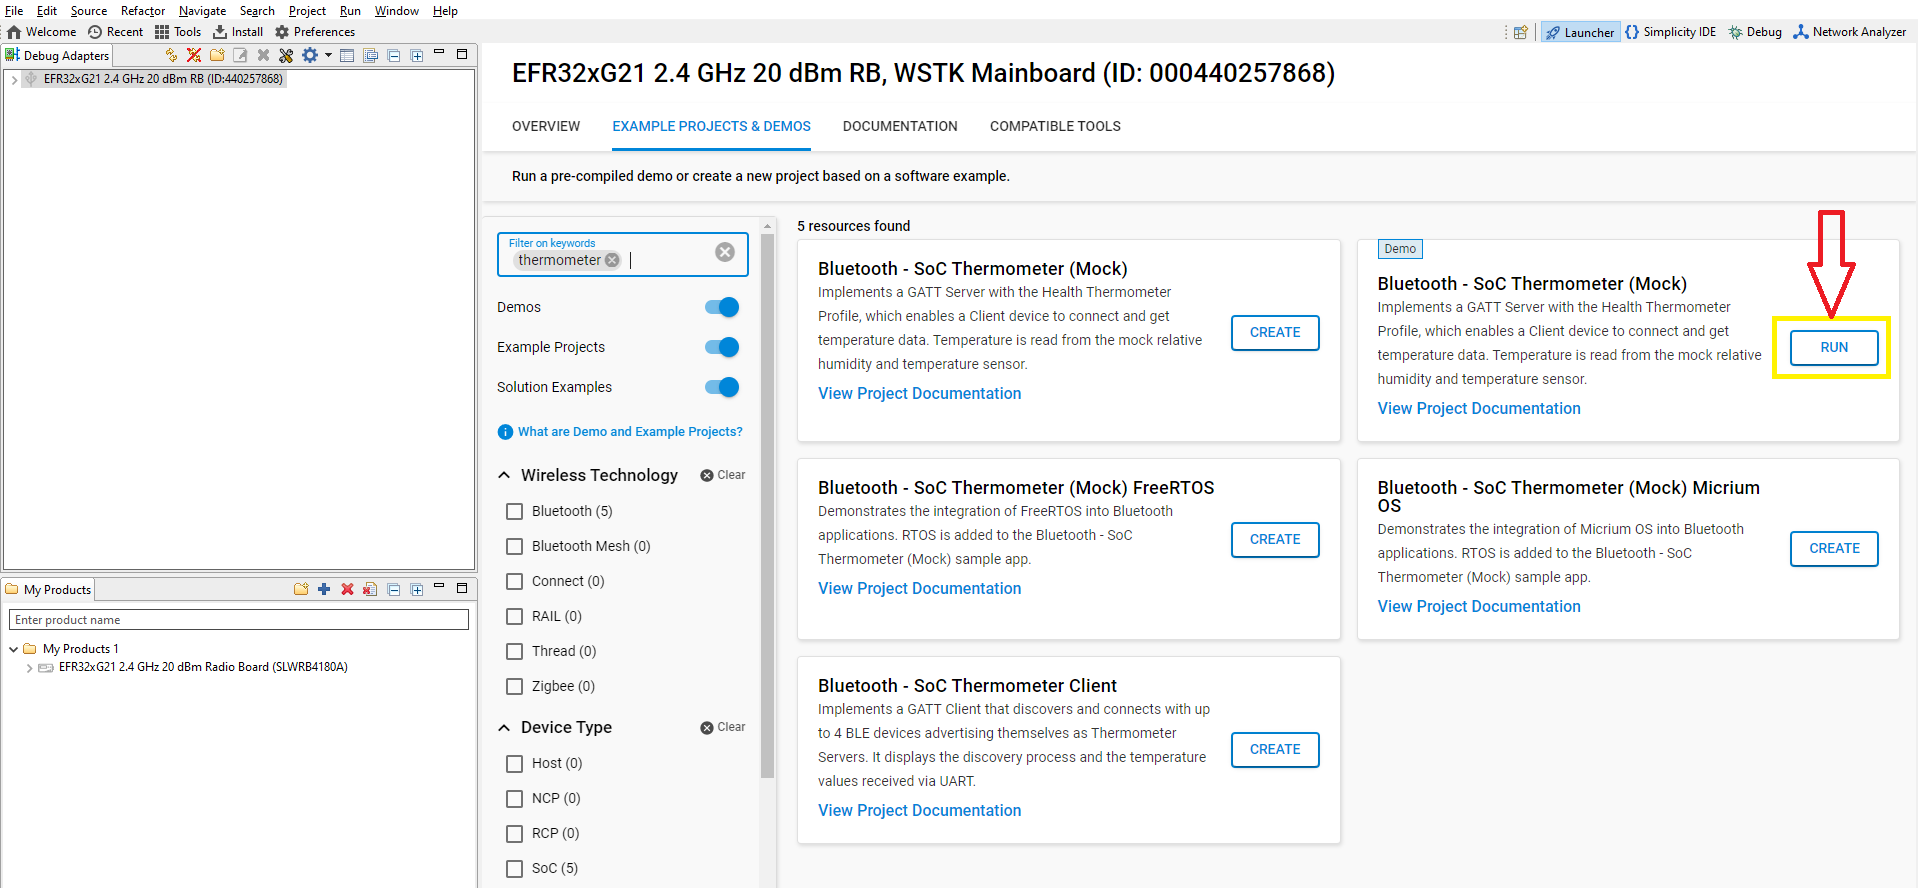 File Edit Source Refactor Navigate Search Project Run Window Help
Welcome Recent Tools Install Preferences
Launcher Simplicity IDE Debug Network Analyzer
Debug Adapters
EFR32xG21 2.4 GHz 20 dBm RB (ID:440257868)
EFR32xG21 2.4 GHz 20 dBm RB, WSTK Mainboard (ID: 000440257868)
OVERVIEW EXAMPLE PROJECTS & DEMOS DOCUMENTATION COMPATIBLE TOOLS
Run a pre-compiled demo or create a new project based on a software example.
Filter on keywords
thermometer
Demos
Example Projects
Solution Examples
What are Demo and Example Projects?
Wireless Technology Clear
Bluetooth (5)
Bluetooth Mesh (0)
Connect (0)
RAIL (0)
Thread (0)
Zigbee (0)
Device Type Clear
Host (0)
NCP (0)
RCP (0)
SoC (5)
5 resources found
Bluetooth - SoC Thermometer (Mock)
Implements a GATT Server with the Health Thermometer
Profile, which enables a Client device to connect and get
temperature data. Temperature is read from the mock relative
humidity and temperature sensor.
View Project Documentation
CREATE
Demo
Bluetooth - SoC Thermometer (Mock)
Implements a GATT Server with the Health Thermometer
Profile, which enables a Client device to connect and get
temperature data. Temperature is read from the mock relative
humidity and temperature sensor.
View Project Documentation
RUN
Bluetooth - SoC Thermometer (Mock) FreeRTOS
Demonstrates the integration of FreeRTOS into Bluetooth
applications. RTOS is added to the Bluetooth - SoC
Thermometer (Mock) sample app.
View Project Documentation
CREATE
Bluetooth - SoC Thermometer (Mock) Micrium
OS
Demonstrates the integration of Micrium OS into Bluetooth
applications. RTOS is added to the Bluetooth - SoC
Thermometer (Mock) sample app.
View Project Documentation
CREATE
Bluetooth - SoC Thermometer Client
Implements a GATT Client that discovers and connects with up
to 4 BLE devices advertising themselves as Thermometer
Servers. It displays the discovery process and the temperature
values received via UART.
View Project Documentation
CREATE
My Products
Enter product name
My Products 1
EFR32xG21 2.4 GHz 20 dBm Radio Board (SLWRB4180A)